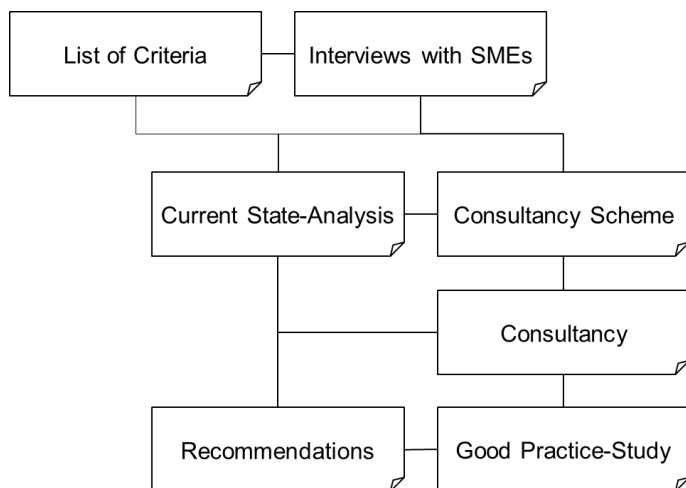 List of Criteria
Interviews with SMEs
Current State-Analysis
Consultancy Scheme
Consultancy
Recommendations
Good Practice-Study